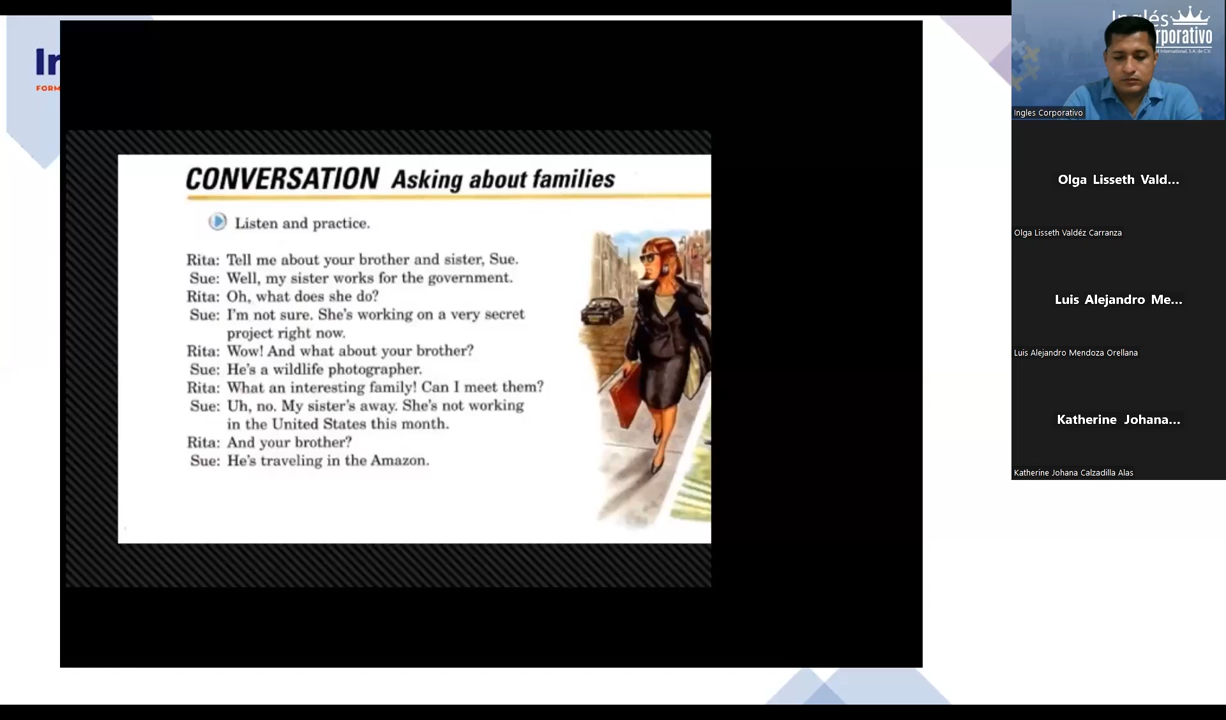 CONVERSATION Asking about families
Listen and practice.
Rita: Tell me about your brother and sister, Sue.
Sue: Well, my sister works for the government.
Rita: Oh, what does she do?
Sue: I'm not sure. She's working on a very secret
project right now.
Rita: Wow! And what about your brother?
Sue: He's a wildlife photographer.
Rita: What an interesting family! Can I meet them?
Sue: Uh, no. My sister's away. She's not working
in the United States this month.
Rita: And your brother?
Sue: He's traveling in the Amazon.
In
FORM
Inglés
rporativo
Ingles Corporativo
Olga Lisseth Vald...
Olga Lisseth Valdéz Carranza
Luis Alejandro Me...
Luis Alejandro Mendoza Orellana
Katherine Johana...
Katherine Johana Calzadilla Alas